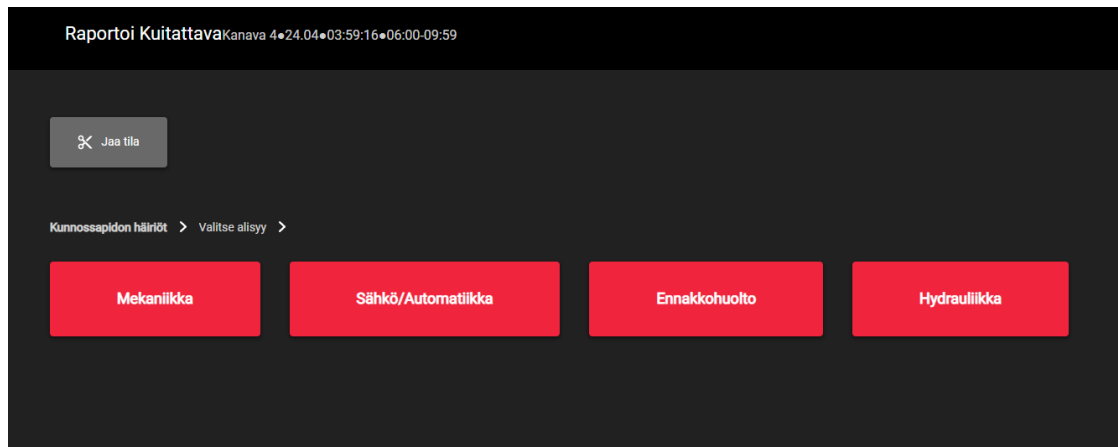 Raportoi KuitattavaKanava 4●24.04●03:59:16●06:00-09:59
Jaa tila
Kunnossapidon häiriöt > Valitse alisyy >
Mekaniikka Sähkö/Automatiikka Ennakkohuolto Hydrauliikka